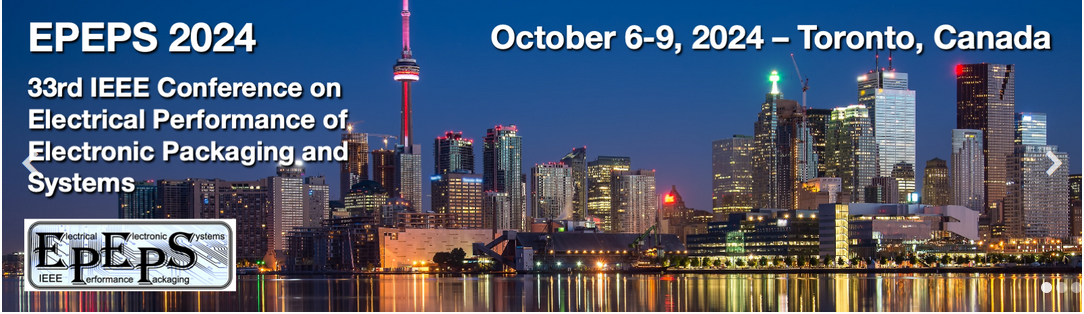 EPEPS 2024
October 6-9, 2024 – Toronto, Canada
33rd IEEE Conference on
Electrical Performance of
Electronic Packaging and
Systems
Electrical Electronic Systems
EPEPS
IEEE Performance Packaging